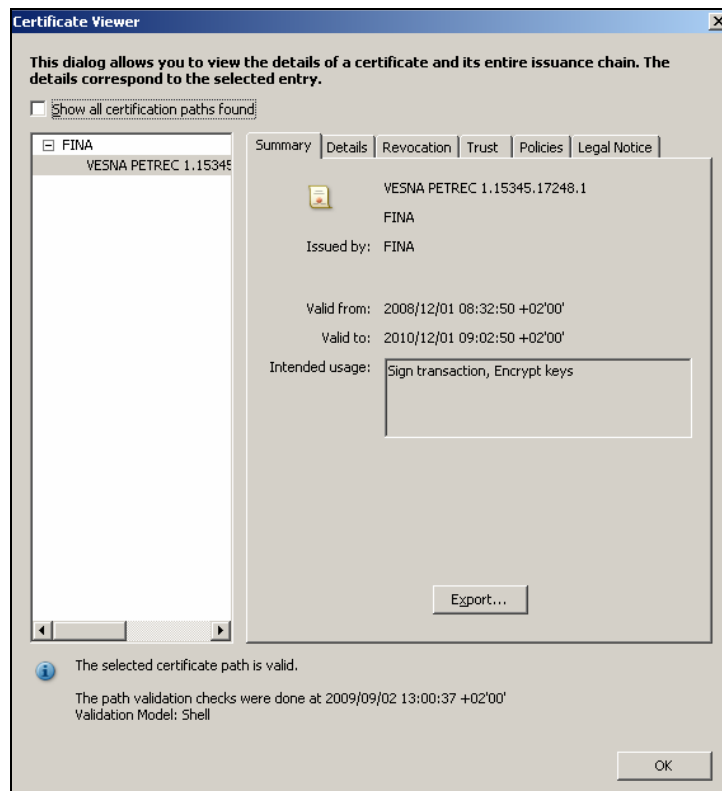 Certificate Viewer
This dialog allows you to view the details of a certificate and its entire issuance chain. The
details correspond to the selected entry.
Show all certification paths found
FINA
VESNA PETREC 1.15345
Summary Details Revocation Trust Policies Legal Notice
VESNA PETREC 1.15345.17248.1
FINA
Issued by: FINA
Valid from: 2008/12/01 08:32:50 +02'00'
Valid to: 2010/12/01 09:02:50 +02'00'
Intended usage: Sign transaction, Encrypt keys
Export...
The selected certificate path is valid.
The path validation checks were done at 2009/09/02 13:00:37 +02'00'
Validation Model: Shell
OK